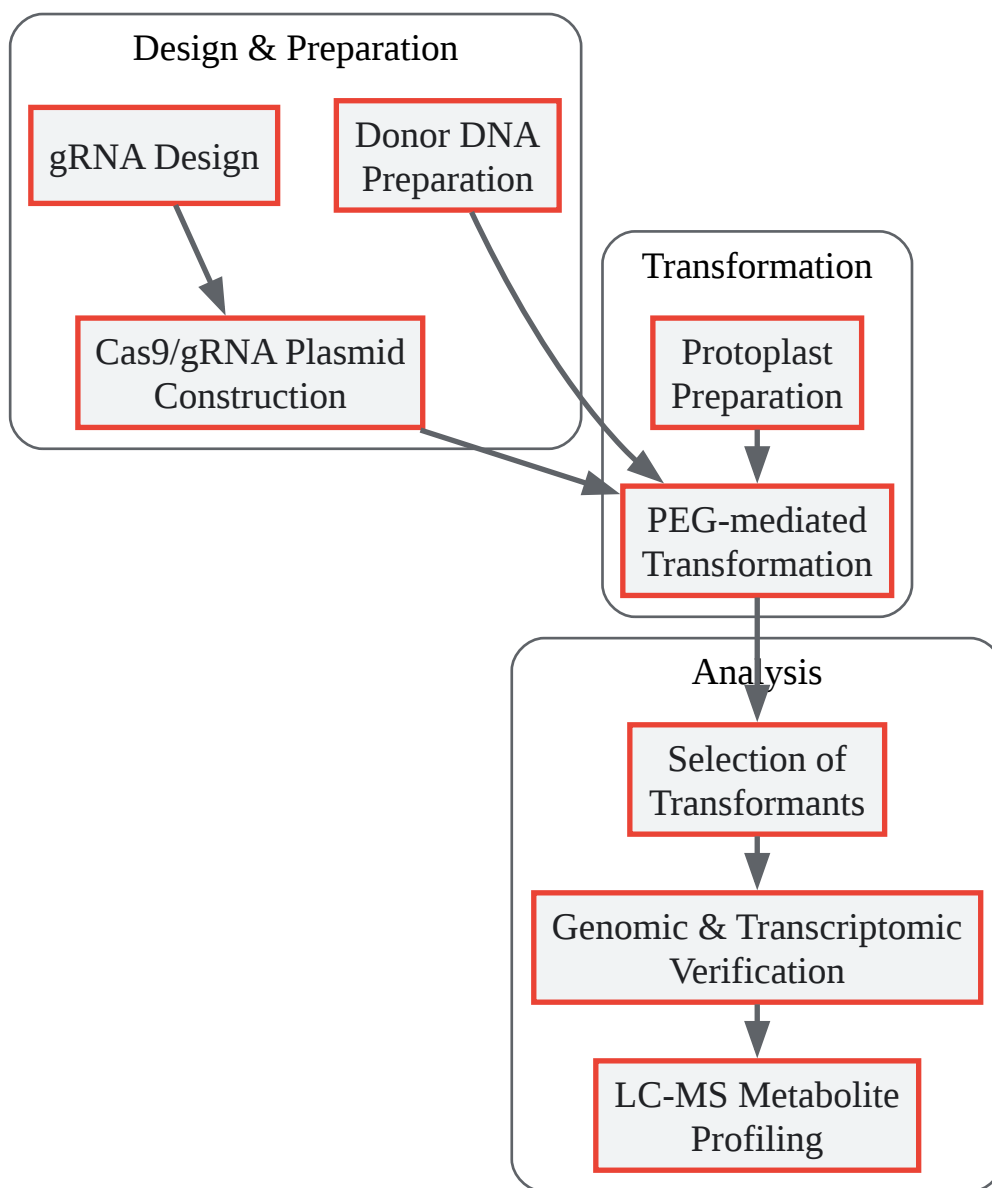 Design & Preparation
gRNA Design
Donor DNA
Preparation
Cas9/gRNA Plasmid
Construction
Transformation
Protoplast
Preparation
PEG-mediated
Transformation
Analysis
Selection of
Transformants
Genomic & Transcriptomic
Verification
LC-MS Metabolite
Profiling